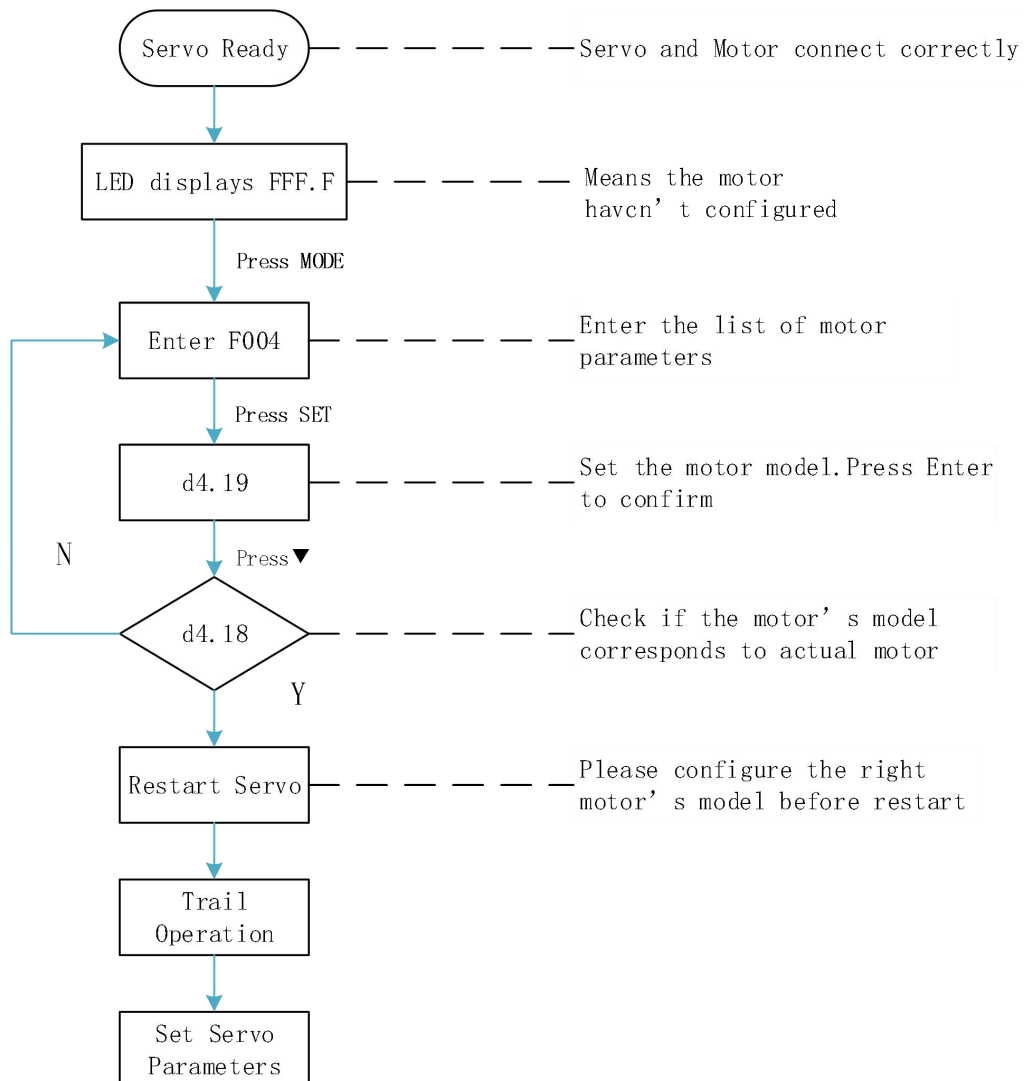 Servo Ready
Servo and Motor connect correctly
LED displays FFF.F
Means the motor
havcn’t configured
Press MODE
Enter F004
Enter the list of motor
parameters
Press SET
d4.19
Set the motor model.Press Enter
to confirm
N
Press▼
d4.18
Check if the motor’s model
corresponds to actual motor
Y
Restart Servo
Please configure the right
motor’s model before restart
Trail
Operation
Set Servo
Parameters